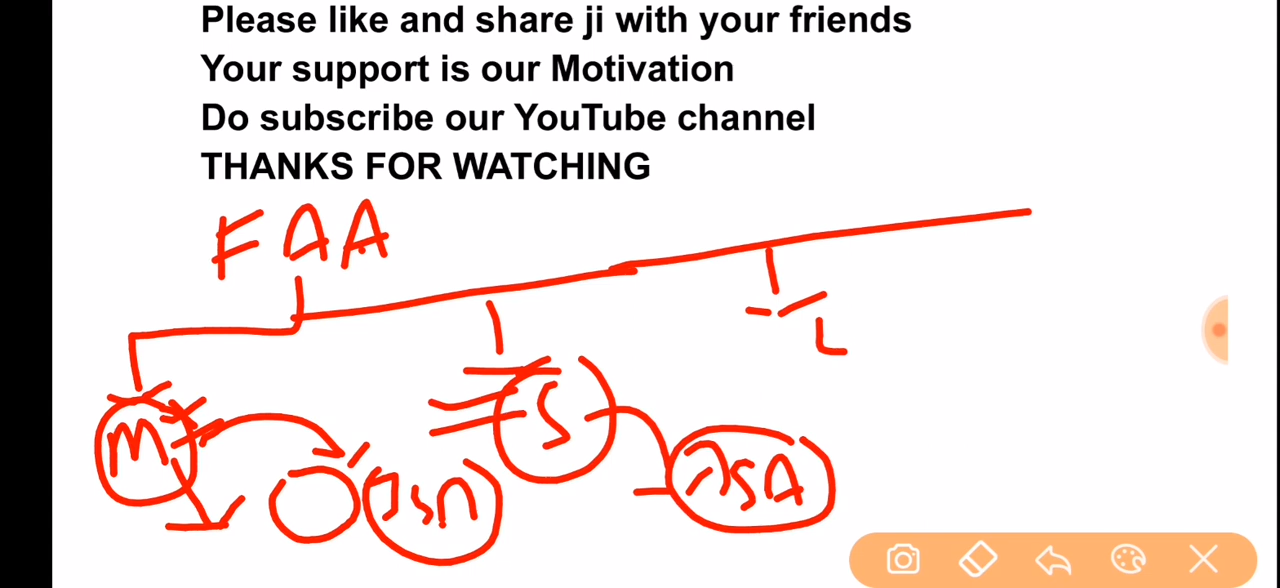 Please like and share ji with your friends
Your support is our Motivation
Do subscribe our YouTube channel
THANKS FOR WATCHING
FAA
M
S
L